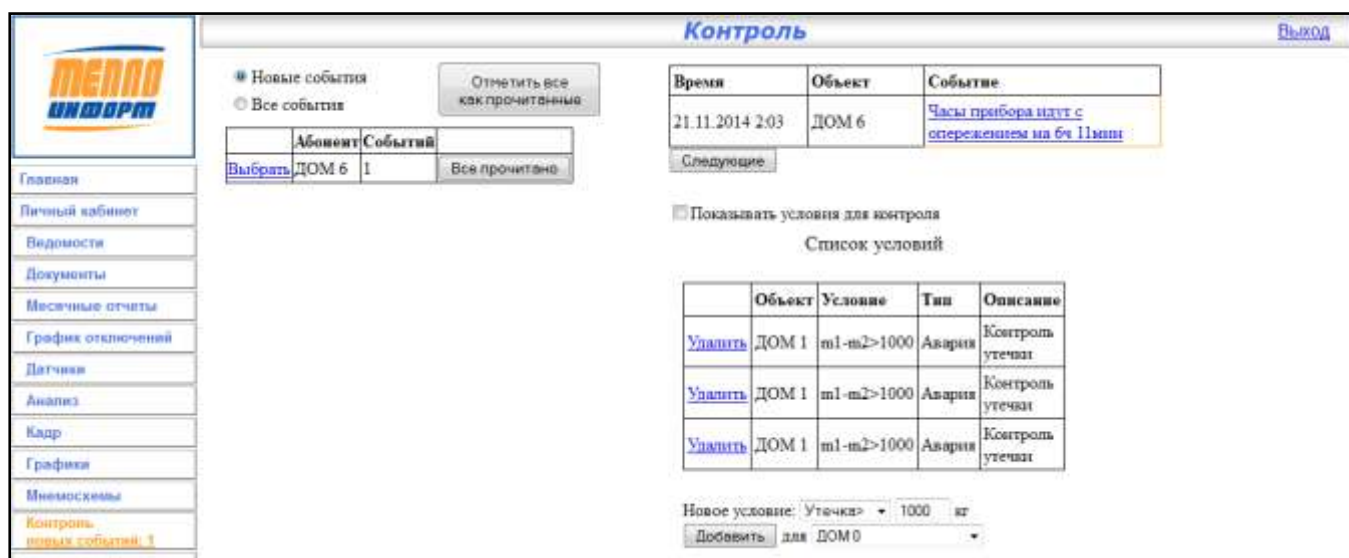 ТЕПЛО
ИНФОРМ
Контроль
Выход
Главная
Личный кабинет
Ведомости
Документы
Месячные отчеты
График отключений
Датчики
Анализ
Кадр
Графики
Мнемосхемы
Контроль
новых событий: 1
Новые события
Все события
Отметить все
как прочитанные
Абонент Событий
Выбрать ДОМ 6 1 Все прочитано
Время Объект Событие
21.11.2014 2:03 ДОМ 6 Часы прибора идут с
опережением на 6ч 11мин
Следующие
Показывать условия для контроля
Список условий
Объект Условие Тип Описание
Удалить ДОМ 1 m1-m2>1000 Авария Контроль
утечки
Удалить ДОМ 1 m1-m2>1000 Авария Контроль
утечки
Удалить ДОМ 1 m1-m2>1000 Авария Контроль
утечки
Новое условие: Утечка> 1000 кг
Добавить для ДОМ 0